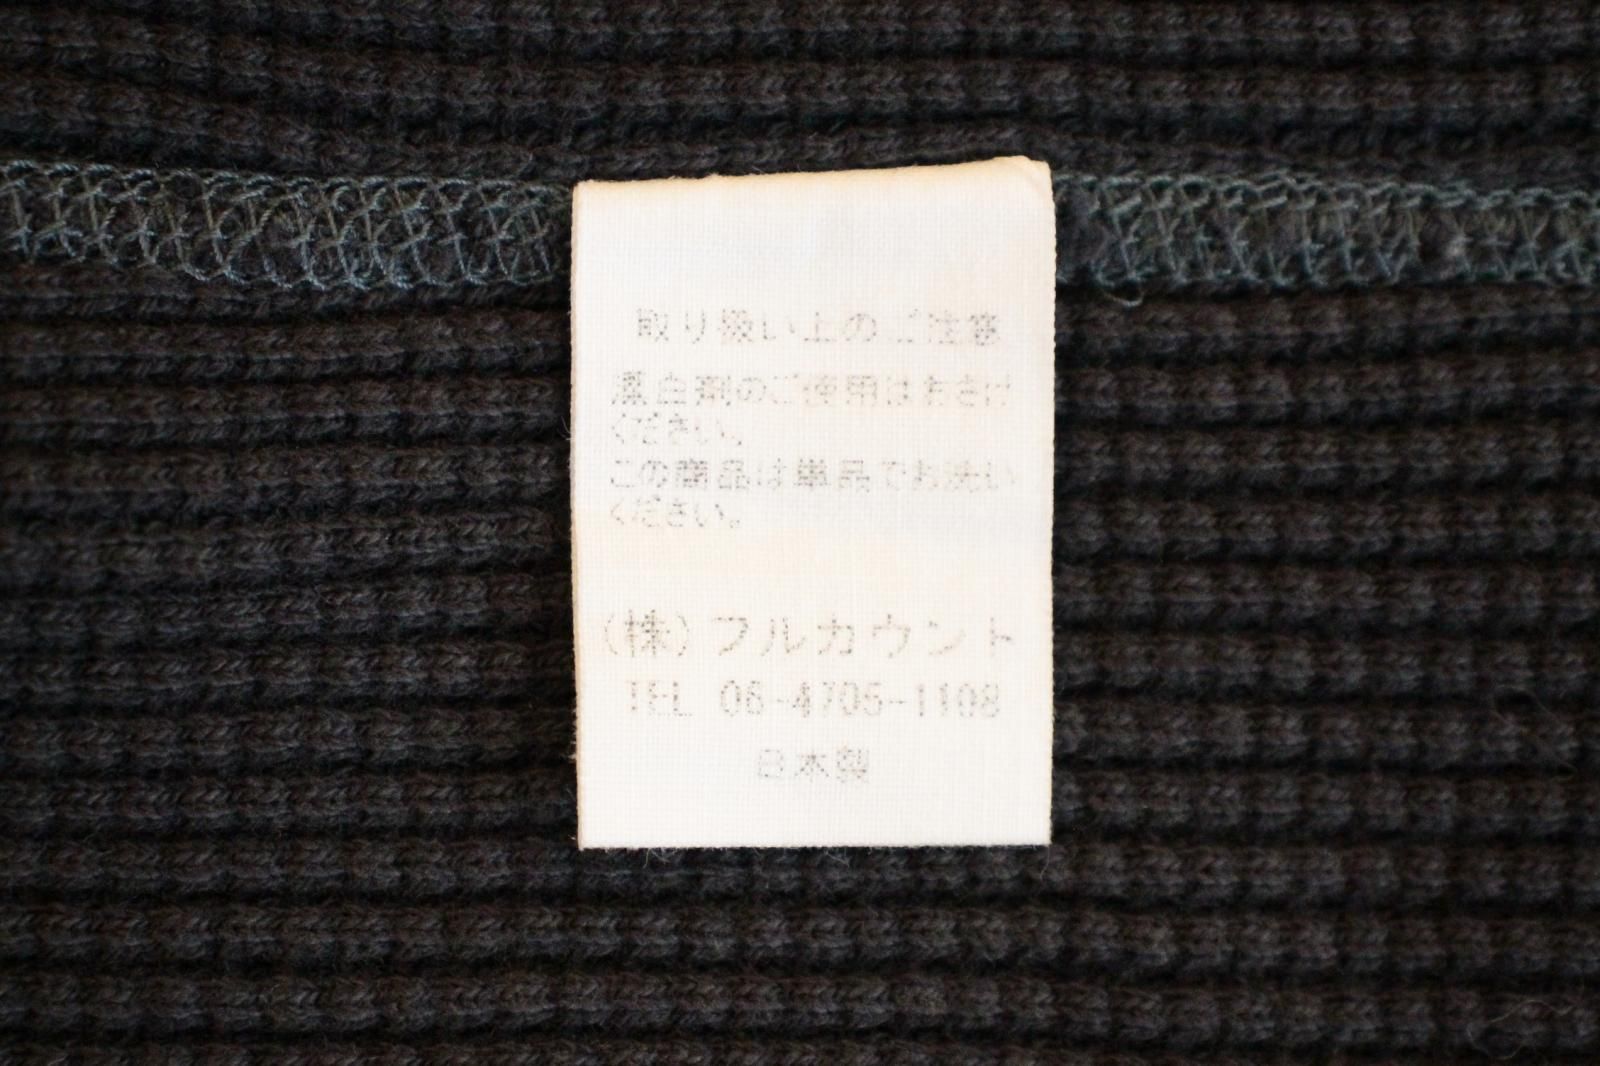 取り扱い上のご注意
漂白剤のご使用はおさけ
ください。
この商品は単品でお洗い
ください。
(株)フルカウント
TEL 06-4705-1108
日本製